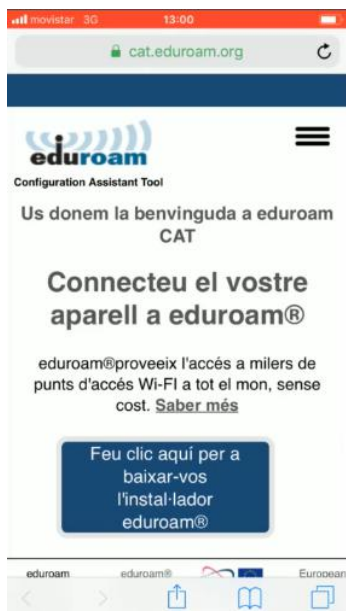 movistar 3G 13:00
cat.eduroam.org
eduroam
Configuration Assistant Tool
Us donem la benvinguda a eduroam
CAT
Connecteu el vostre
aparell a eduroam®
eduroam®proveeix l'accés a milers de
punts d'accés Wi-FI a tot el mon, sense
cost. Saber més
Feu clic aquí per a
baixar-vos
l'instal·lador
eduroam®
eduroam eduroam® European